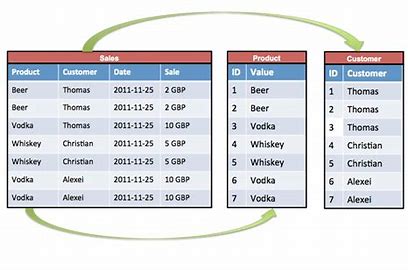 Sales
Product Customer Date Sale
Beer Thomas 2011-11-25 2 GBP
Beer Thomas 2011-11-25 2 GBP
Vodka Thomas 2011-11-25 10 GBP
Whiskey Christian 2011-11-25 5 GBP
Whiskey Christian 2011-11-25 5 GBP
Vodka Alexei 2011-11-25 10 GBP
Vodka Alexei 2011-11-25 10 GBP
Product
ID Value
1 Beer
2 Beer
3 Vodka
4 Whiskey
5 Whiskey
6 Vodka
7 Vodka
Customer
ID Customer
1 Thomas
2 Thomas
3 Thomas
4 Christian
5 Christian
6 Alexei
7 Alexei